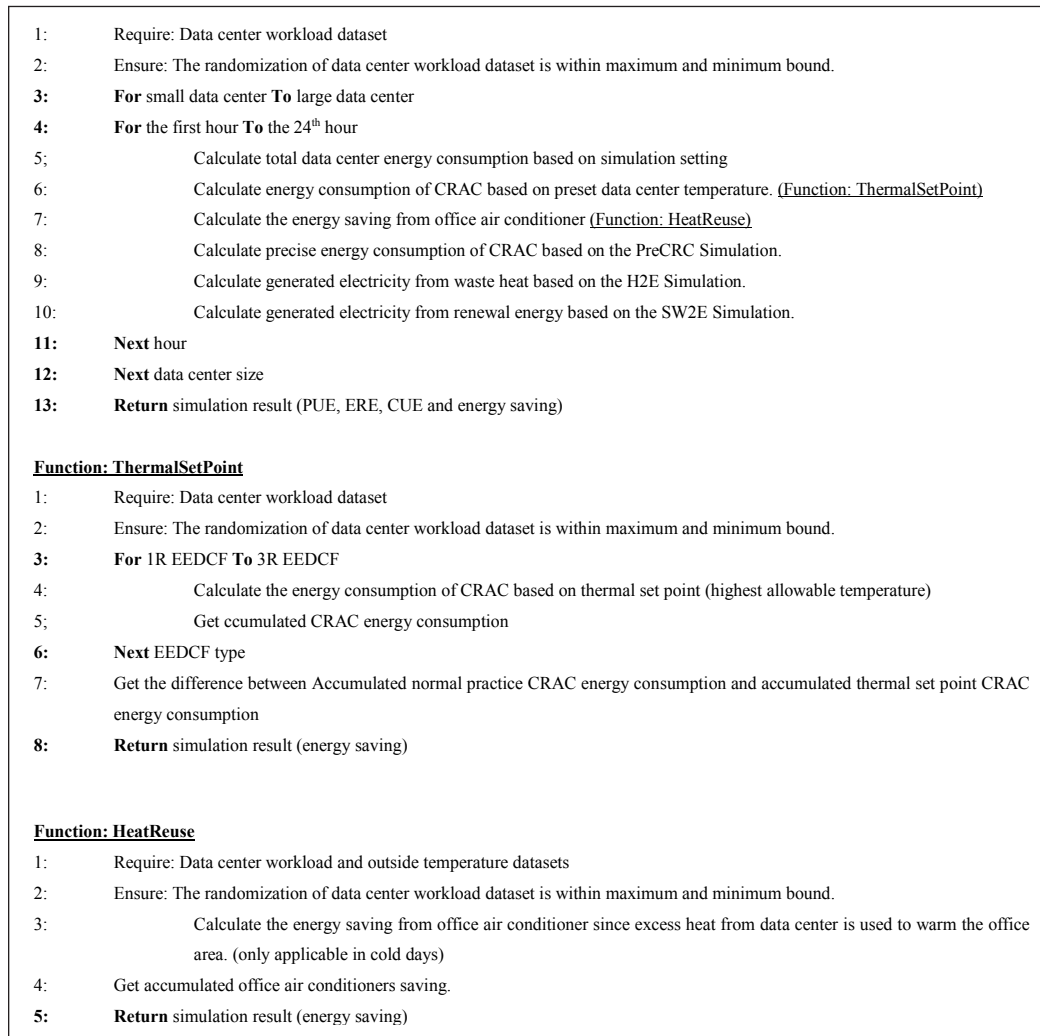 1: Require: Data center workload dataset
2: Ensure: The randomization of data center workload dataset is within maximum and minimum bound.
3: For small data center To large data center
4: For the first hour To the 24th hour
5; Calculate total data center energy consumption based on simulation setting
6: Calculate energy consumption of CRAC based on preset data center temperature. (Function: ThermalSetPoint)
7: Calculate the energy saving from office air conditioner (Function: HeatReuse)
8: Calculate precise energy consumption of CRAC based on the PreCRC Simulation.
9: Calculate generated electricity from waste heat based on the H2E Simulation.
10: Calculate generated electricity from renewal energy based on the SW2E Simulation.
11: Next hour
12: Next data center size
13: Return simulation result (PUE, ERE, CUE and energy saving)
Function: ThermalSetPoint
1: Require: Data center workload dataset
2: Ensure: The randomization of data center workload dataset is within maximum and minimum bound.
3: For 1R EEDCF To 3R EEDCF
4: Calculate the energy consumption of CRAC based on thermal set point (highest allowable temperature)
5; Get ccumulated CRAC energy consumption
6: Next EEDCF type
7: Get the difference between Accumulated normal practice CRAC energy consumption and accumulated thermal set point CRAC
energy consumption
8: Return simulation result (energy saving)
Function: HeatReuse
1: Require: Data center workload and outside temperature datasets
2: Ensure: The randomization of data center workload dataset is within maximum and minimum bound.
3: Calculate the energy saving from office air conditioner since excess heat from data center is used to warm the office
area. (only applicable in cold days)
4: Get accumulated office air conditioners saving.
5: Return simulation result (energy saving)